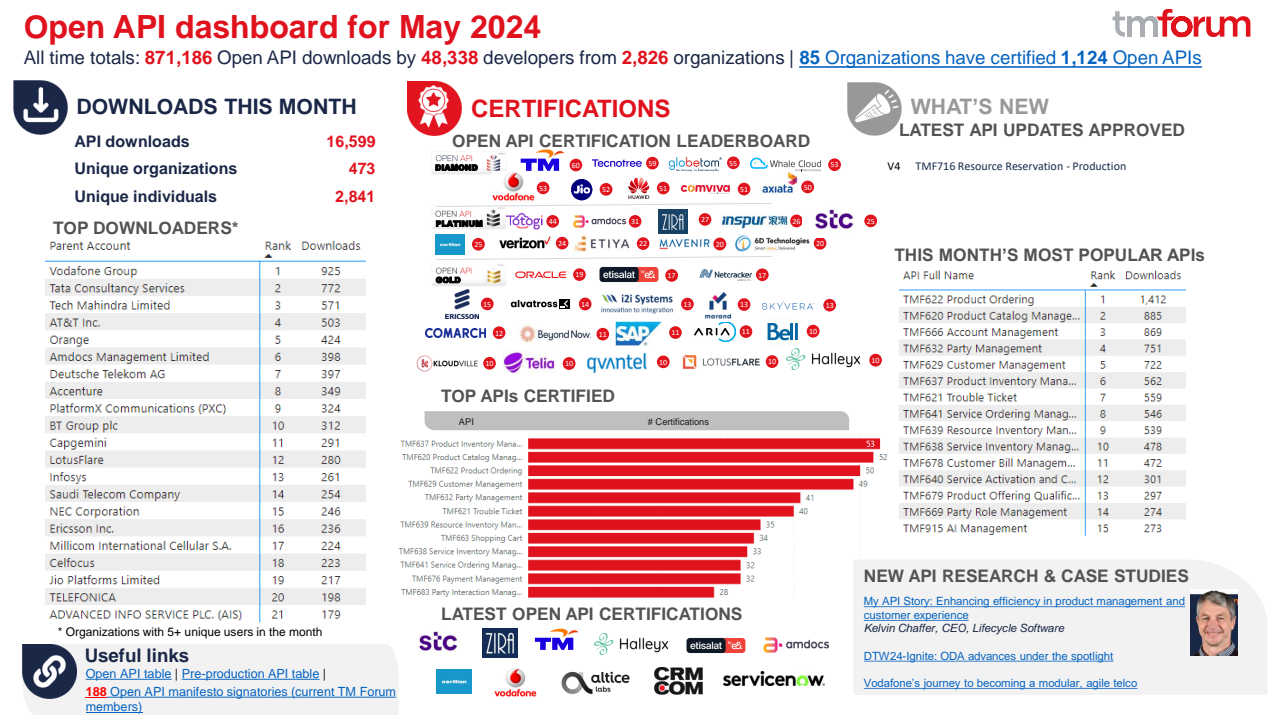 Open API dashboard for May 2024
tmforum
All time totals: 871,186 Open API downloads by 48,338 developers from 2,826 organizations | 85 Organizations have certified 1,124 Open APIs
DOWNLOADS THIS MONTH
API downloads 16,599
Unique organizations 473
Unique individuals 2,841
TOP DOWNLOADERS*
Parent Account Rank Downloads
Vodafone Group 1 925
Tata Consultancy Services 2 772
Tech Mahindra Limited 3 571
AT&T Inc. 4 503
Orange 5 424
Amdocs Management Limited 6 398
Deutsche Telekom AG 7 397
Accenture 8 349
PlatformX Communications (PXC) 9 324
BT Group plc 10 312
Capgemini 11 291
LotusFlare 12 280
Infosys 13 261
Saudi Telecom Company 14 254
NEC Corporation 15 246
Ericsson Inc. 16 236
Millicom International Cellular S.A. 17 224
Celfocus 18 223
Jio Platforms Limited 19 217
TELEFONICA 20 198
ADVANCED INFO SERVICE PLC. (AIS) 21 179
* Organizations with 5+ unique users in the month
Useful links
Open API table | Pre-production API table |
188 Open API manifesto signatories (current TM Forum
members)
CERTIFICATIONS
OPEN API CERTIFICATION LEADERBOARD
OPEN API
DIAMOND TM 60 Tecnotree 59 globetom 55 Whale Cloud 53
vodafone 53 Jio 52 HUAWEI 51 comviva 51 axiata 50
OPEN API
PLATINUM Totogi 44 amdocs 31 ZIRA 27 inspur 浪潮 26 stc 25
cerillion 25 verizon 24 ETIYA 22 MAVENIR 20 6D Technologies 20
OPEN API
GOLD ORACLE 19 etisalat by e& 17 Netcracker 17
ERICSSON 15 alvatross 14 i2i Systems 13 marand 13 SKYVERA 13
innovation to integration
COMARCH 12 Beyond Now. 11 SAP 11 ARIA 11 Bell 10
KLOUDVILLE 10 Telia 10 qvantel 10 LOTUSFLARE 10 Halleyx 10
TOP APIs CERTIFIED
API # Certifications
TMF637 Product Inventory Mana... 53
TMF620 Product Catalog Manag... 52
TMF622 Product Ordering 50
TMF629 Customer Management 49
TMF632 Party Management 41
TMF621 Trouble Ticket 40
TMF639 Resource Inventory Man... 35
TMF663 Shopping Cart 34
TMF638 Service Inventory Manag... 33
TMF641 Service Ordering Manag... 32
TMF676 Payment Management 32
TMF683 Party Interaction Manag... 28
LATEST OPEN API CERTIFICATIONS
stc ZIRA TM Halleyx etisalat by e& amdocs
cerillion vodafone altice labs CRM.COM servicenow
WHAT'S NEW
LATEST API UPDATES APPROVED
V4 TMF716 Resource Reservation - Production
THIS MONTH'S MOST POPULAR APIs
API Full Name Rank Downloads
TMF622 Product Ordering 1 1,412
TMF620 Product Catalog Manage... 2 885
TMF666 Account Management 3 869
TMF632 Party Management 4 751
TMF629 Customer Management 5 722
TMF637 Product Inventory Mana... 6 562
TMF621 Trouble Ticket 7 559
TMF641 Service Ordering Manag... 8 546
TMF639 Resource Inventory Man... 9 539
TMF638 Service Inventory Manag... 10 478
TMF678 Customer Bill Managem... 11 472
TMF640 Service Activation and C... 12 301
TMF679 Product Offering Qualific... 13 297
TMF669 Party Role Management 14 274
TMF915 AI Management 15 273
NEW API RESEARCH & CASE STUDIES
My API Story: Enhancing efficiency in product management and
customer experience
Kelvin Chaffer, CEO, Lifecycle Software
DTW24-Ignite: ODA advances under the spotlight
Vodafone's journey to becoming a modular, agile telco